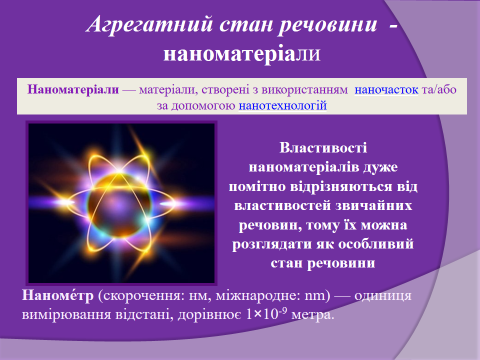 Агрегатний стан речовини -
наноматеріали
Наноматеріали — матеріали, створені з використанням наночасток та/або
за допомогою нанотехнологій
Властивості
наноматеріалів дуже
помітно відрізняються від
властивостей звичайних
речовин, тому їх можна
розглядати як особливий
стан речовини
Наноме́тр (скорочення: нм, міжнародне: nm) — одиниця
вимірювання відстані, дорівнює 1×10⁻⁹ метра.